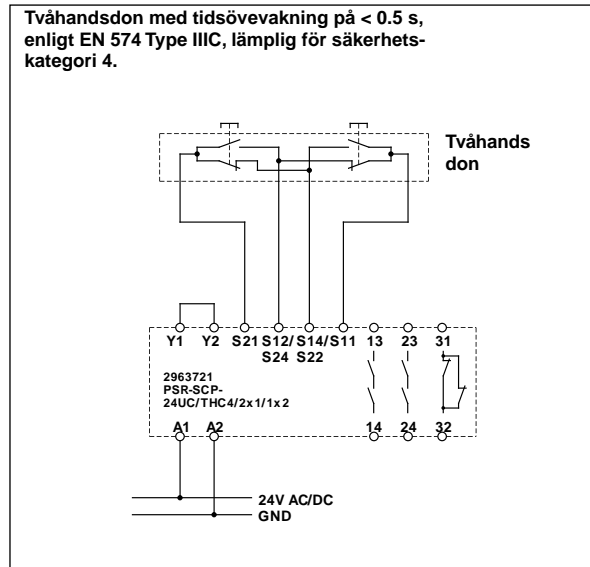 Tvåhandsdon med tidsövevakning på < 0.5 s,
enligt EN 574 Type IIIC, lämplig för säkerhets-
kategori 4.
Tvåhands
don
Y1 Y2 S21 S12/ S14/ S11 13 23 31
S24 S22
2963721
PSR-SCP-
24UC/THC4/2x1/1x2
A1 A2 14 24 32
24V AC/DC
GND